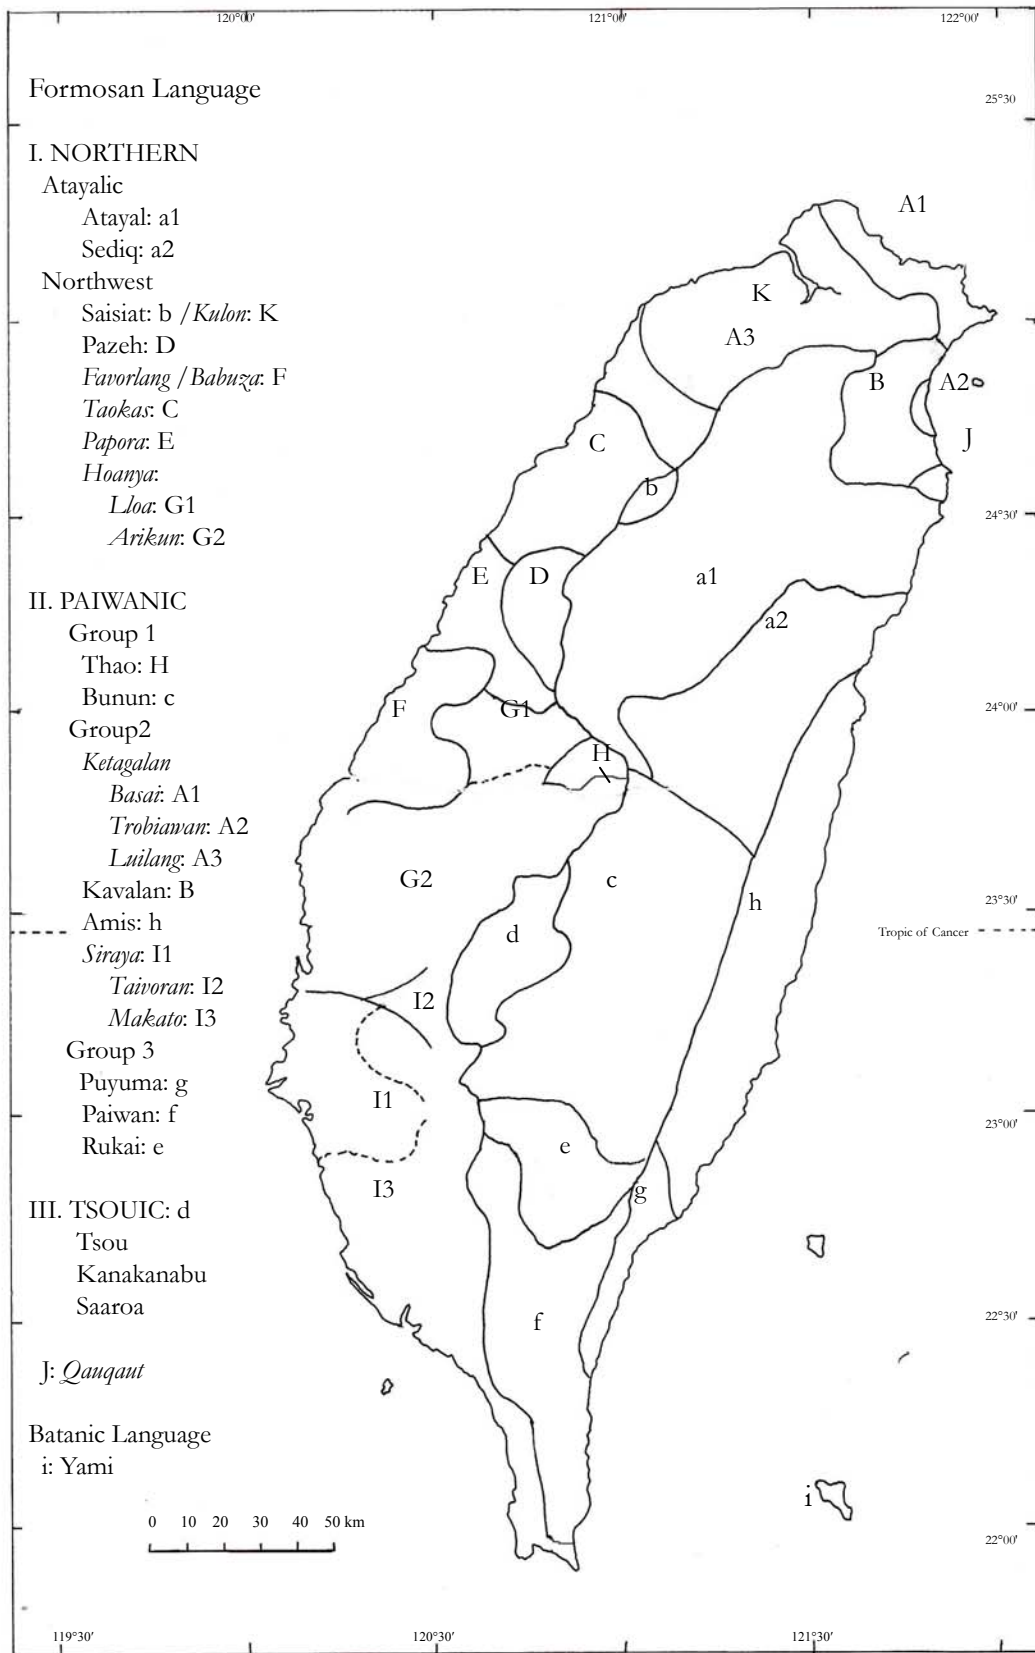 120°00'
121°00'
122°00'
Formosan Language
25°30
I. NORTHERN
Atayalic
Atayal: a1
Sediq: a2
Northwest
Saisiat: b / Kulon: K
Pazeh: D
Favorlang / Babuza: F
Taokas: C
Papora: E
Hoanya:
Lloa: G1
Arikun: G2
II. PAIWANIC
Group 1
Thao: H
Bunun: c
Group2
Ketagalan
Basai: A1
Trobiawan: A2
Luilang: A3
Kavalan: B
Amis: h
Siraya: I1
Taivoran: I2
Makato: I3
Group 3
Puyuma: g
Paiwan: f
Rukai: e
III. TSOUIC: d
Tsou
Kanakanabu
Saaroa
J: Qauqaut
Batanic Language
i: Yami
0 10 20 30 40 50 km
A1
K
A3
B
A2
C
J
b
24°30'
E
D
a1
a2
F
G1
24°00'
H
G2
c
h
23°30'
d
Tropic of Cancer
I2
I1
23°00'
e
I3
g
f
22°30'
i
22°00'
119°30'
120°30'
121°30'